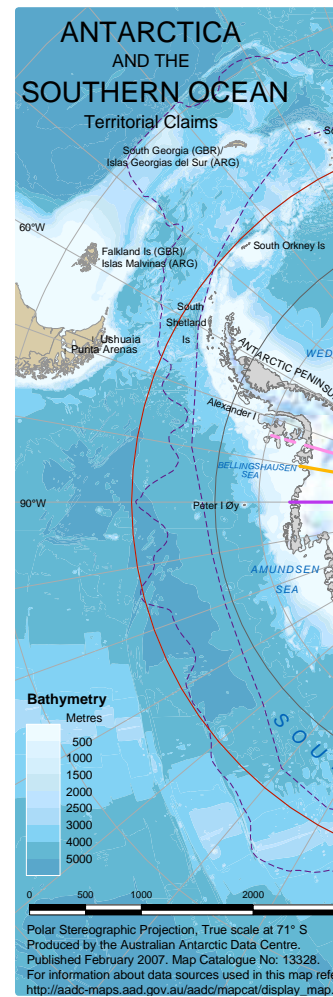 ANTARCTICA
AND THE
SOUTHERN OCEAN
Territorial Claims
South Georgia (GBR)/
Islas Georgias del Sur (ARG)
60°W
South Orkney Is
Falkland Is (GBR)/
Islas Malvinas (ARG)
South
Shetland
Is
Ushuaia
Punta Arenas
WED
ANTARCTIC PENINSU
Alexander I
BELLINGSHAUSEN
SEA
90°W
Peter I Øy
AMUNDSEN
SEA
SOU
Bathymetry
Metres
500
1000
1500
2000
2500
3000
4000
5000
0 500 1000 2000
Polar Stereographic Projection, True scale at 71° S
Produced by the Australian Antarctic Data Centre.
Published February 2007. Map Catalogue No: 13328.
For information about data sources used in this map refe
http://aadc-maps.aad.gov.au/aadc/mapcat/display_map.